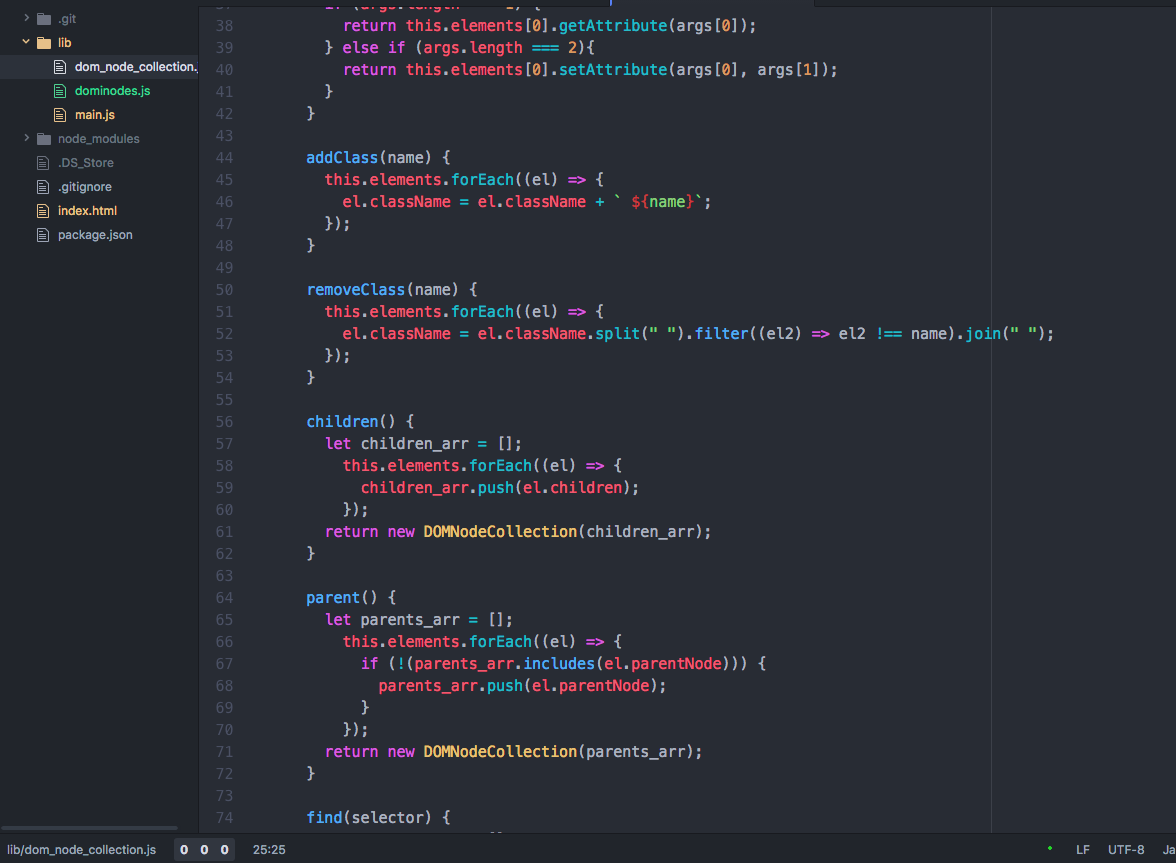 .git
lib
dom_node_collection.
dominodes.js
main.js
node_modules
.DS_Store
.gitignore
index.html
package.json
38 return this.elements[0].getAttribute(args[0]);
39 } else if (args.length === 2){
40 return this.elements[0].setAttribute(args[0], args[1]);
41 }
42 }
43
44 addClass(name) {
45 this.elements.forEach((el) => {
46 el.className = el.className + ` ${name}`;
47 });
48 }
49
50 removeClass(name) {
51 this.elements.forEach((el) => {
52 el.className = el.className.split(" ").filter((el2) => el2 !== name).join(" ");
53 });
54 }
55
56 children() {
57 let children_arr = [];
58 this.elements.forEach((el) => {
59 children_arr.push(el.children);
60 });
61 return new DOMNodeCollection(children_arr);
62 }
63
64 parent() {
65 let parents_arr = [];
66 this.elements.forEach((el) => {
67 if (!(parents_arr.includes(el.parentNode))) {
68 parents_arr.push(el.parentNode);
69 }
70 });
71 return new DOMNodeCollection(parents_arr);
72 }
73
74 find(selector) {
lib/dom_node_collection.js 0 0 0 25:25 LF UTF-8 Ja